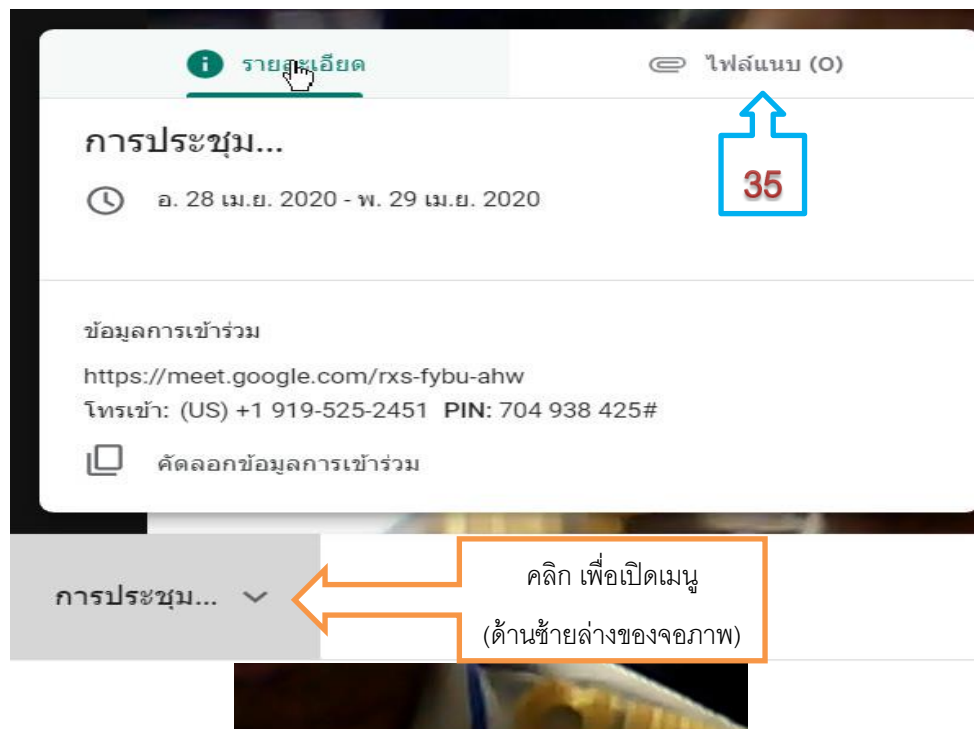 รายละเอียด
ไฟล์แนบ (0)
35
การประชุม...
อ. 28 เม.ย. 2020 - พ. 29 เม.ย. 2020
ข้อมูลการเข้าร่วม
https://meet.google.com/rxs-fybu-ahw
โทรเข้า: (US) +1 919-525-2451 PIN: 704 938 425#
คัดลอกข้อมูลการเข้าร่วม
การประชุม...
คลิก เพื่อเปิดเมนู
(ด้านซ้ายล่างของจอภาพ)